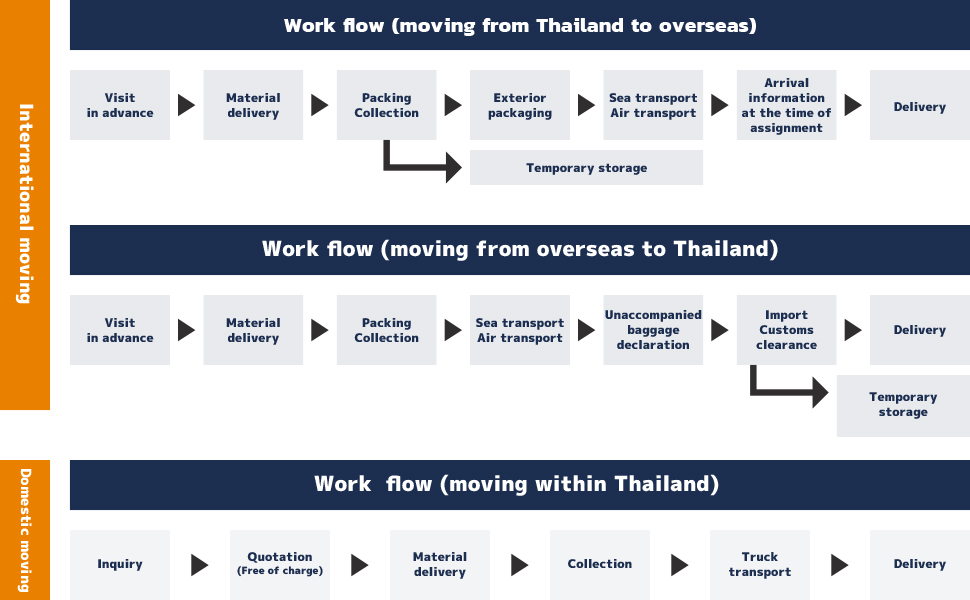 International moving
Work flow (moving from Thailand to overseas)
Visit
in advance
Material
delivery
Packing
Collection
Exterior
packaging
Sea transport
Air transport
Arrival
information
at the time of
assignment
Delivery
Temporary storage
Work flow (moving from overseas to Thailand)
Visit
in advance
Material
delivery
Packing
Collection
Sea transport
Air transport
Unaccompanied
baggage
declaration
Import
Customs
clearance
Delivery
Temporary
storage
Domestic moving
Work flow (moving within Thailand)
Inquiry
Quotation
(Free of charge)
Material
delivery
Collection
Truck
transport
Delivery